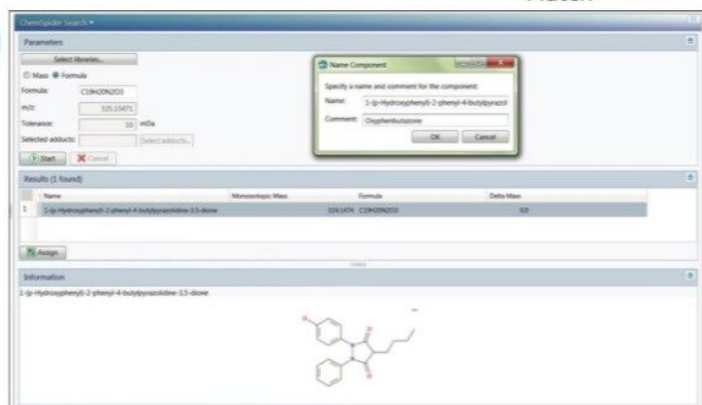 ChemSpider Search
Parameters
Select libraries...
Mass Formula
Formula: C19H20N2O3
m/z: 325.15471
Tolerance: 10 mDa
Selected adducts: Select adducts...
Start Cancel
Name Component
Specify a name and comment for the component:
Name: 1-(p-Hydroxyphenyl)-2-phenyl-4-butylpyrazol
Comment: Oxyphenbutazone
OK Cancel
Results (1 found)
Name Monoisotopic Mass Formula Delta Mass
1 1-(p-Hydroxyphenyl)-2-phenyl-4-butylpyrazolidine-3,5-dione 324.1474 C19H20N2O3 0.0
Assign
Information
1-(p-Hydroxyphenyl)-2-phenyl-4-butylpyrazolidine-3,5-dione